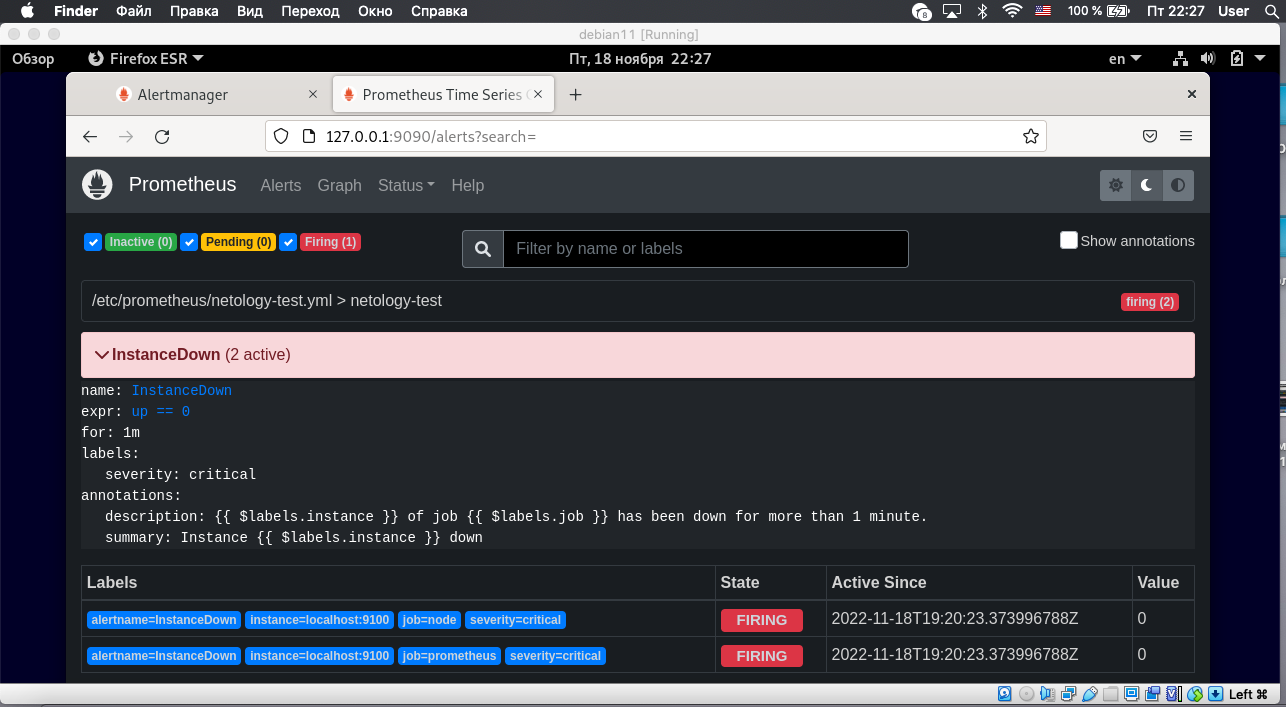 Finder Файл Правка Вид Переход Окно Справка 8 100 % Пт 22:27 User
debian11 [Running]
Обзор Firefox ESR Пт, 18 ноября 22:27 en
Alertmanager Prometheus Time Series
127.0.0.1:9090/alerts?search=
Prometheus Alerts Graph Status Help
Inactive (0) Pending (0) Firing (1) Filter by name or labels Show annotations
/etc/prometheus/netology-test.yml > netology-test firing (2)
InstanceDown (2 active)
name: InstanceDown
expr: up == 0
for: 1m
labels:
severity: critical
annotations:
description: {{ $labels.instance }} of job {{ $labels.job }} has been down for more than 1 minute.
summary: Instance {{ $labels.instance }} down
Labels State Active Since Value
alertname=InstanceDown instance=localhost:9100 job=node severity=critical FIRING 2022-11-18T19:20:23.373996788Z 0
alertname=InstanceDown instance=localhost:9100 job=prometheus severity=critical FIRING 2022-11-18T19:20:23.373996788Z 0
Left ⌘